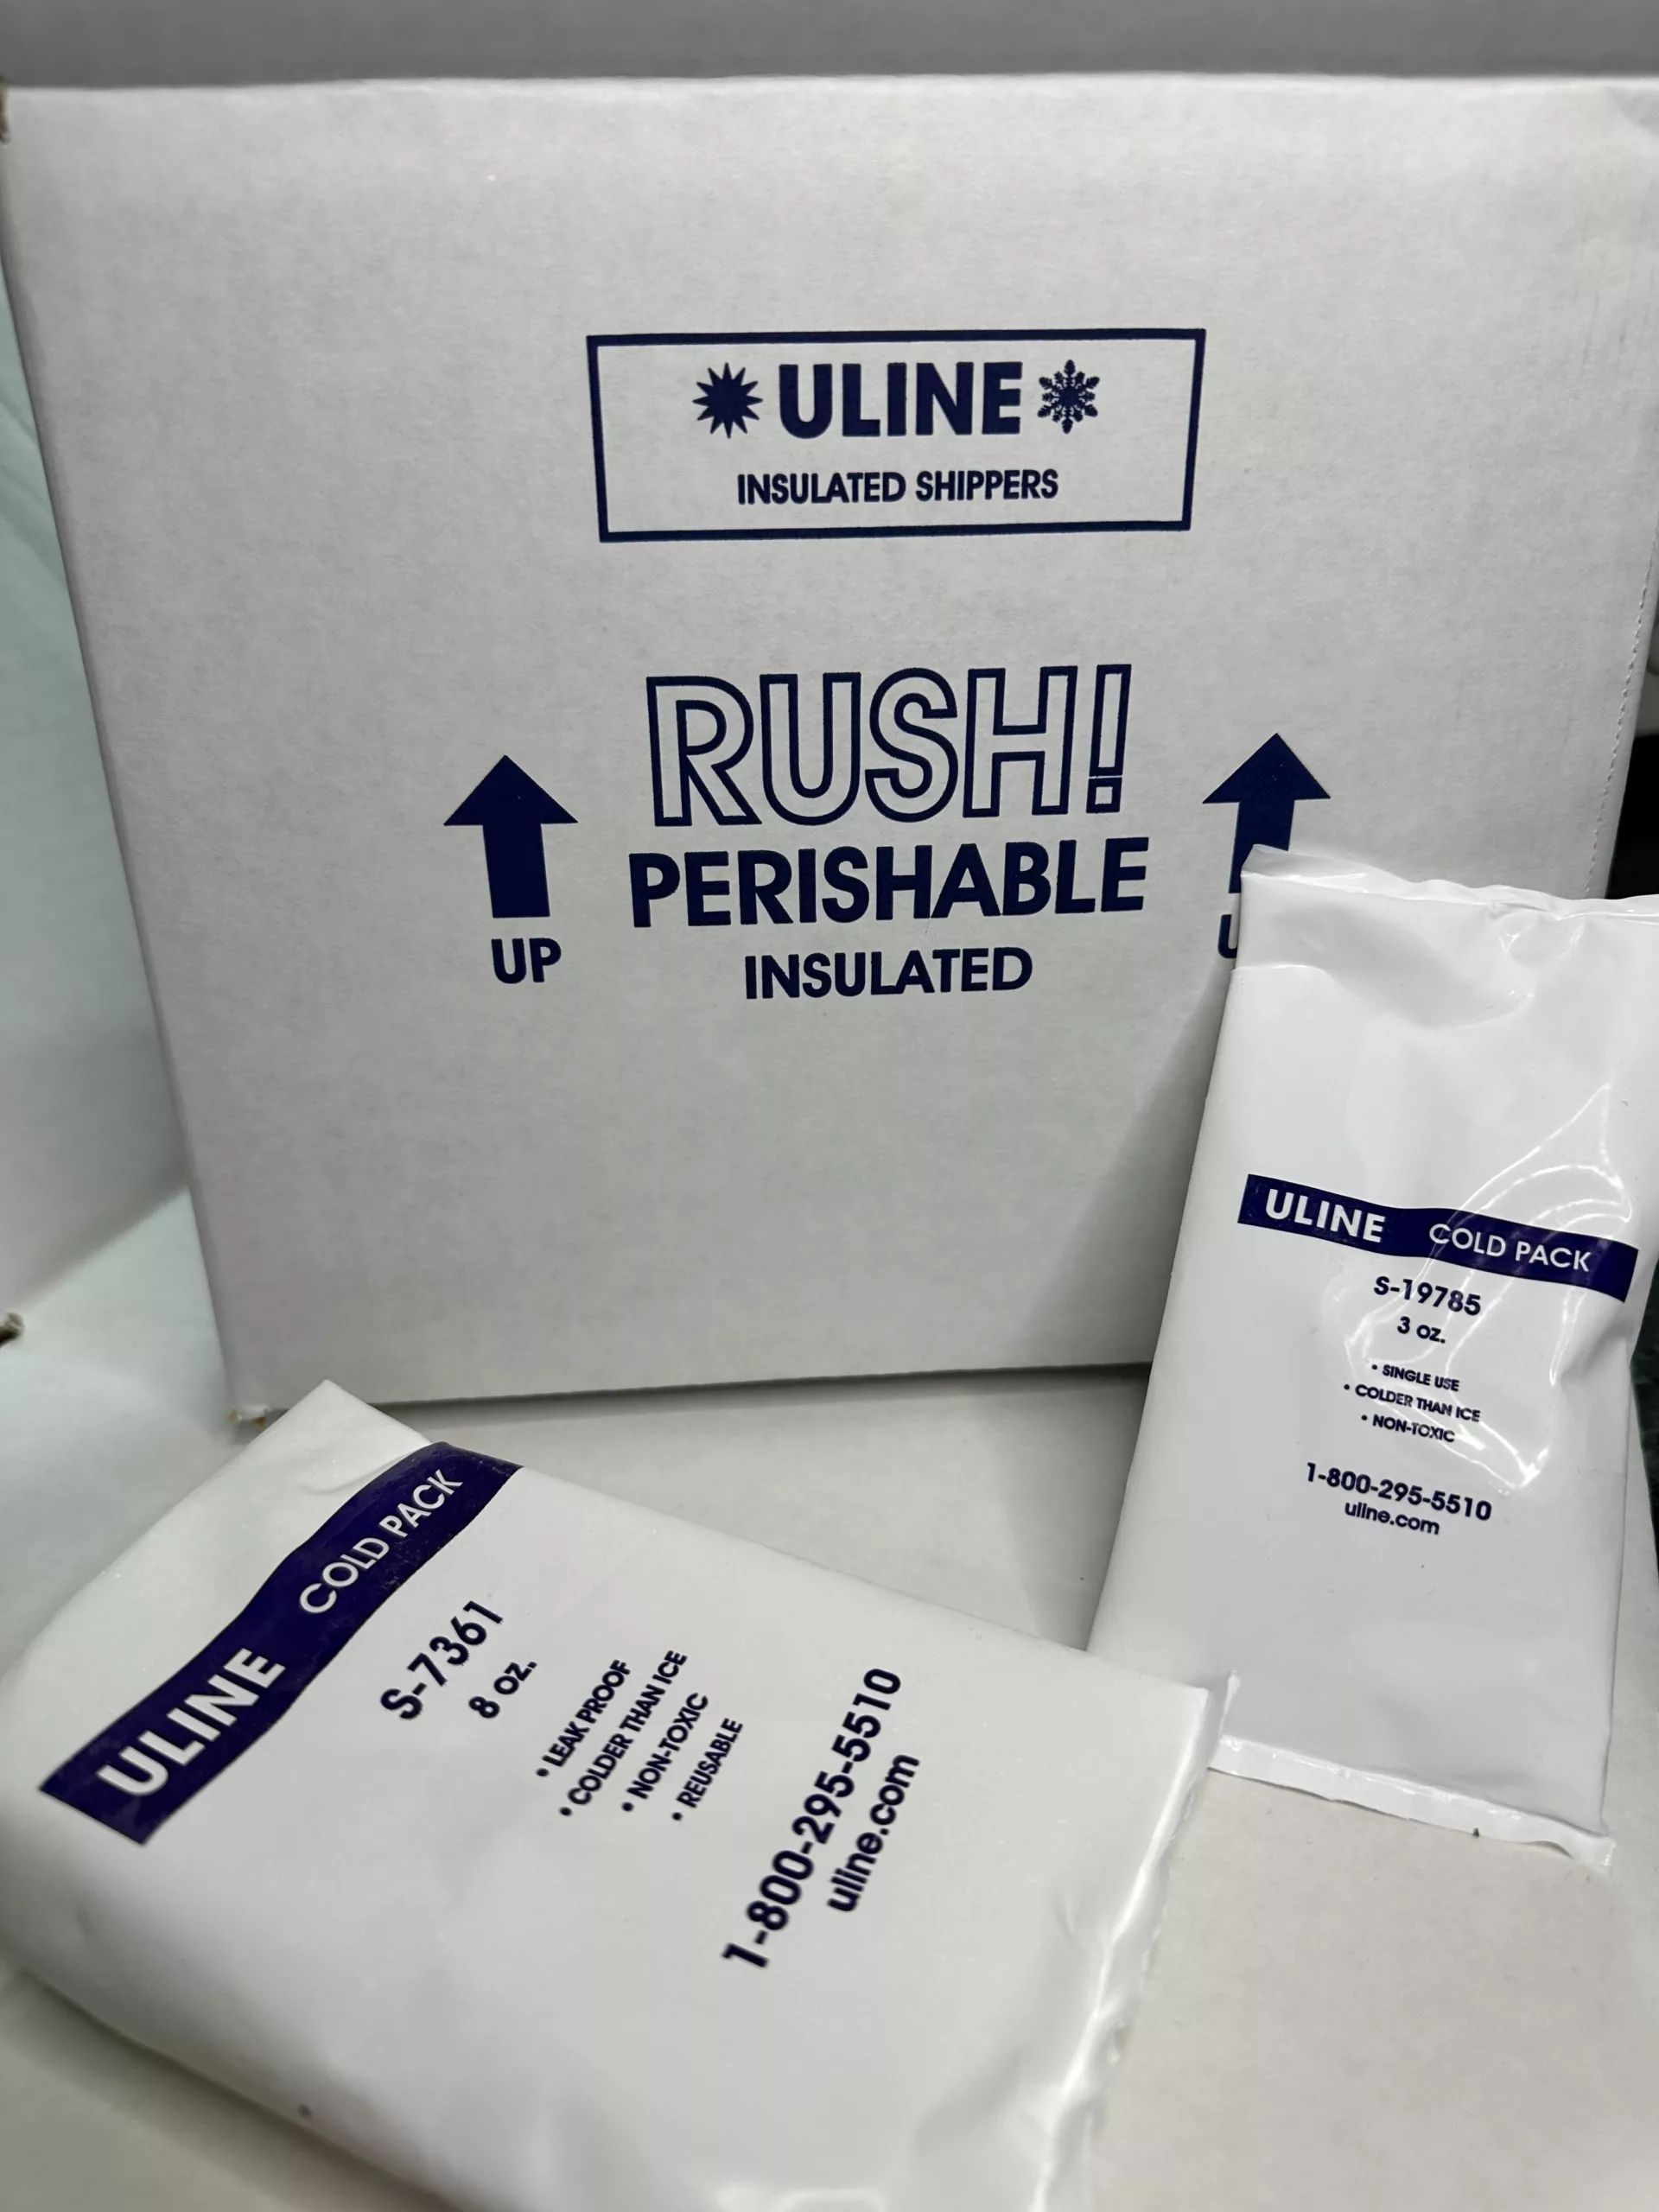 ULINE
INSULATED SHIPPERS
RUSH!
PERISHABLE
INSULATED
UP
ULINE COLD PACK
S-19785
3 OZ.
• SINGLE USE
• COLDER THAN ICE
• NON-TOXIC
1-800-295-5510
uline.com
ULINE COLD PACK
S-7361
8 OZ.
• LEAK PROOF
• COLDER THAN ICE
• NON-TOXIC
• REUSABLE
1-800-295-5510
uline.com